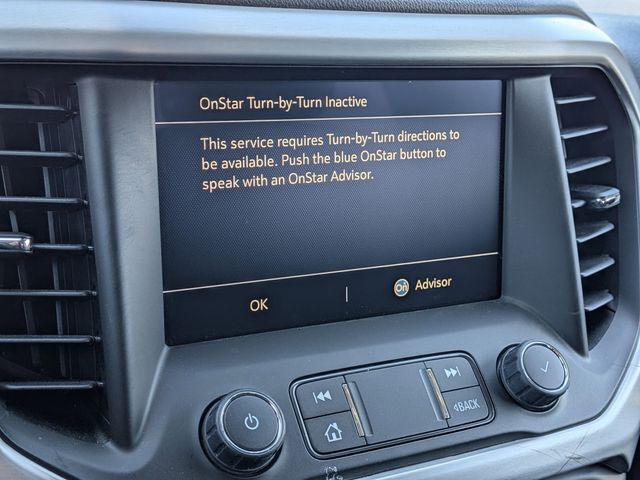 OnStar Turn-by-Turn Inactive
This service requires Turn-by-Turn directions to
be available. Push the blue OnStar button to
speak with an OnStar Advisor.
OK
On Advisor
BACK